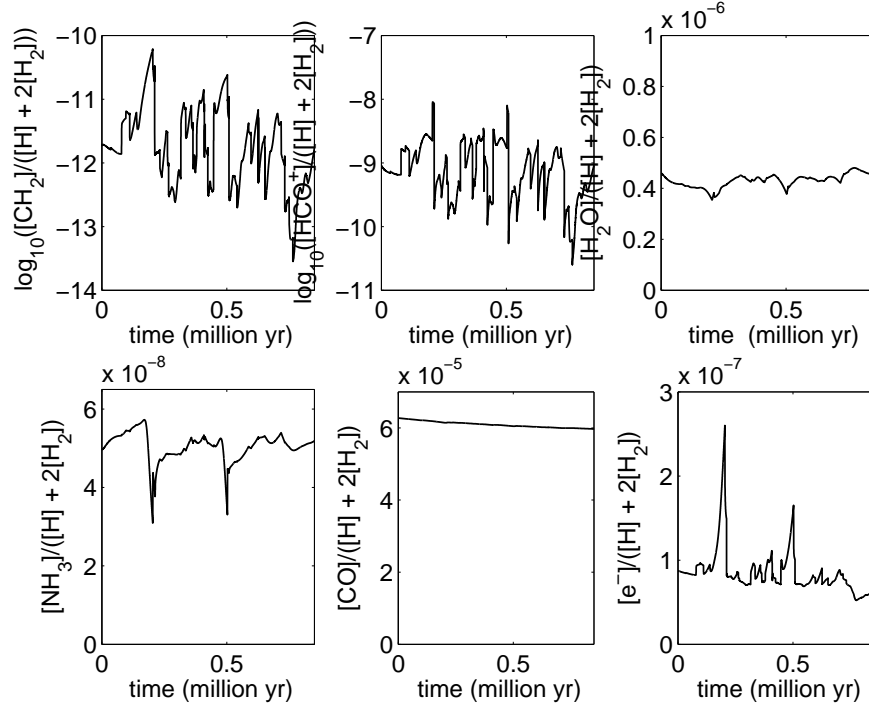 log₁₀([CH₂]/([H] + 2[H₂]))
−10
−11
−12
−13
−14
0
0.5
time (million yr)
log₁₀([HCO⁺]/([H] + 2[H₂]))
−7
−8
−9
−10
−11
0
0.5
time (million yr)
[H₂O]/([H] + 2[H₂])
x 10⁻⁶
1
0.8
0.6
0.4
0.2
0
0
0.5
time (million yr)
[NH₃]/([H] + 2[H₂])
x 10⁻⁸
6
4
2
0
0
0.5
time (million yr)
[CO]/([H] + 2[H₂])
x 10⁻⁵
6
4
2
0
0
0.5
time (million yr)
[e⁻]/([H] + 2[H₂])
x 10⁻⁷
3
2
1
0
0
0.5
time (million yr)